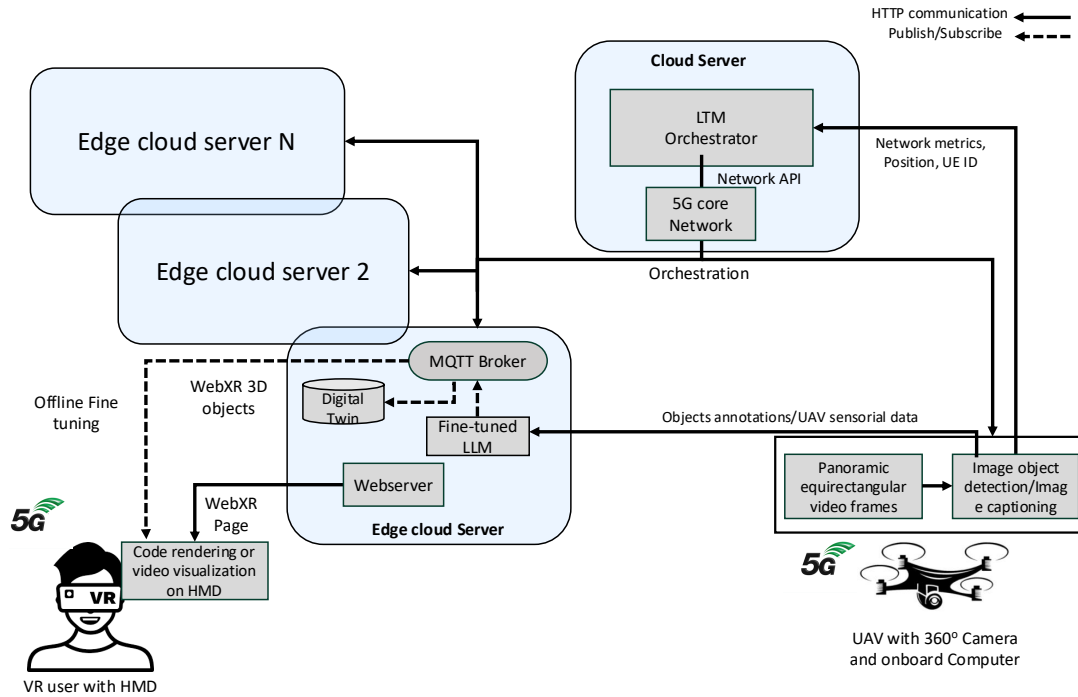 HTTP communication
Publish/Subscribe
Cloud Server
LTM
Orchestrator
Network API
5G core
Network
Network metrics,
Position, UE ID
Orchestration
Edge cloud server N
Edge cloud server 2
MQTT Broker
Digital
Twin
Fine-tuned
LLM
Webserver
Edge cloud Server
WebXR 3D
objects
Offline Fine
tuning
WebXR
Page
Objects annotations/UAV sensorial data
Panoramic
equirectangular
video frames
Image object
detection/Imag
e captioning
5G
Code rendering or
video visualization
on HMD
VR
VR user with HMD
5G
UAV with 360º Camera
and onboard Computer